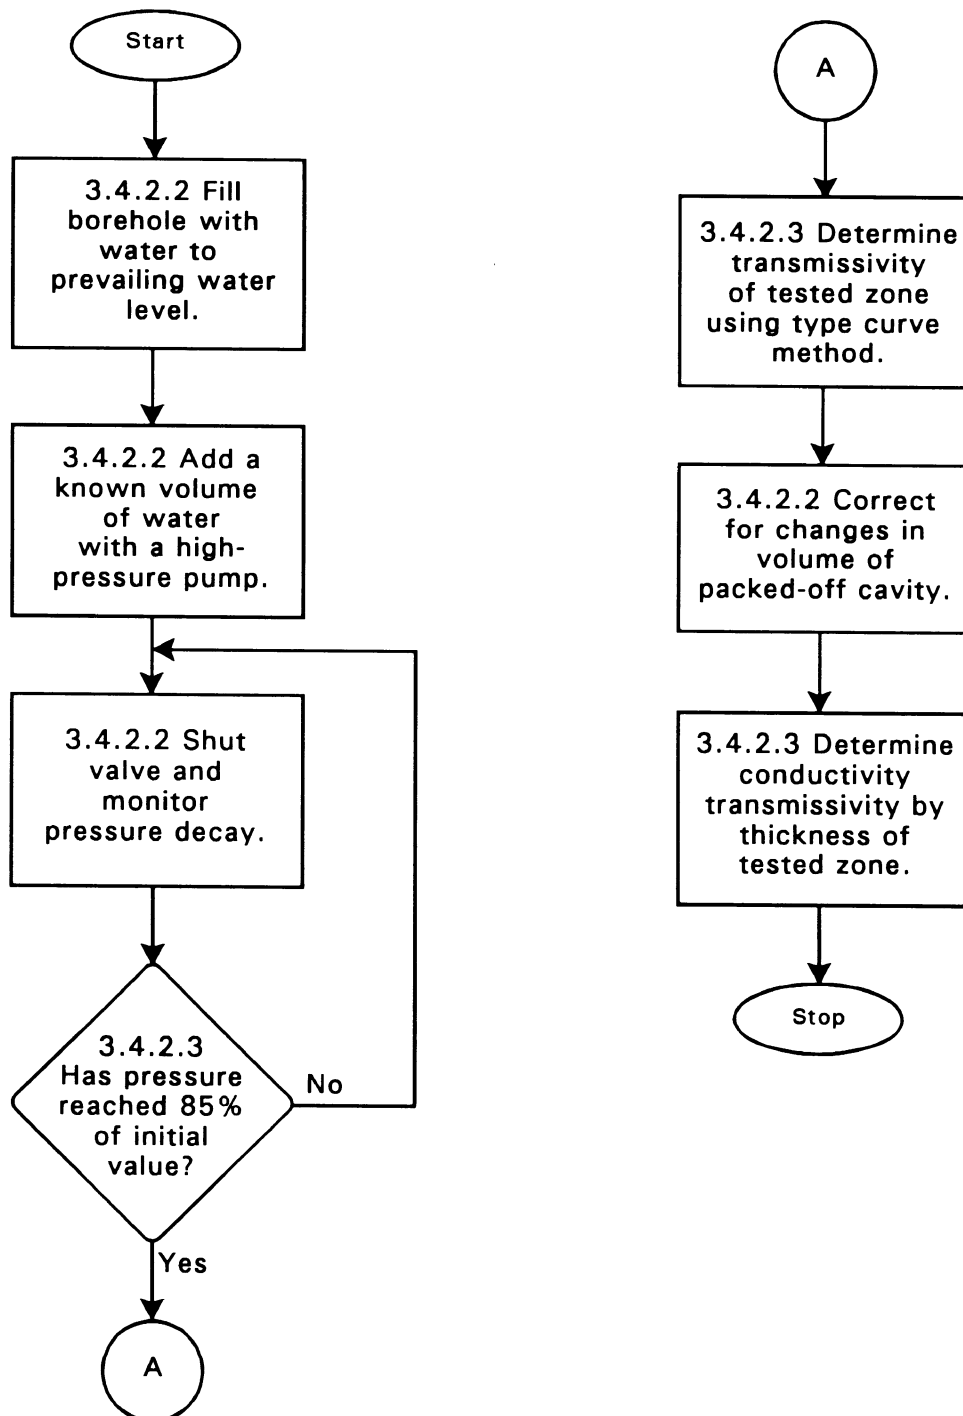 Start
3.4.2.2 Fill
borehole with
water to
prevailing water
level.
3.4.2.2 Add a
known volume
of water
with a high-
pressure pump.
3.4.2.2 Shut
valve and
monitor
pressure decay.
3.4.2.3
Has pressure
reached 85%
of initial
value?
No
Yes
A
A
3.4.2.3 Determine
transmissivity
of tested zone
using type curve
method.
3.4.2.2 Correct
for changes in
volume of
packed-off cavity.
3.4.2.3 Determine
conductivity
transmissivity by
thickness of
tested zone.
Stop